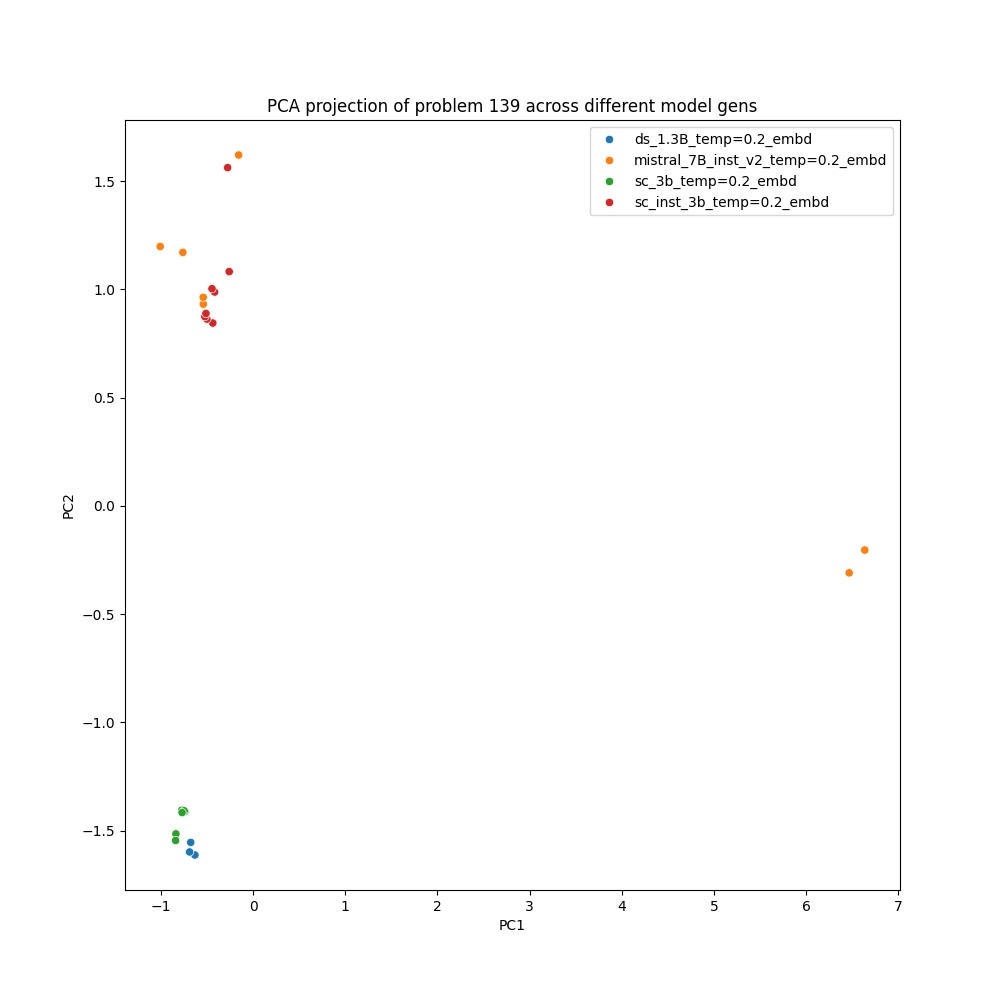 PCA projection of problem 139 across different model gens
ds_1.3B_temp=0.2_embd
mistral_7B_inst_v2_temp=0.2_embd
sc_3b_temp=0.2_embd
sc_inst_3b_temp=0.2_embd
1.5
1.0
0.5
0.0
−0.5
−1.0
−1.5
PC2
−1 0 1 2 3 4 5 6 7
PC1